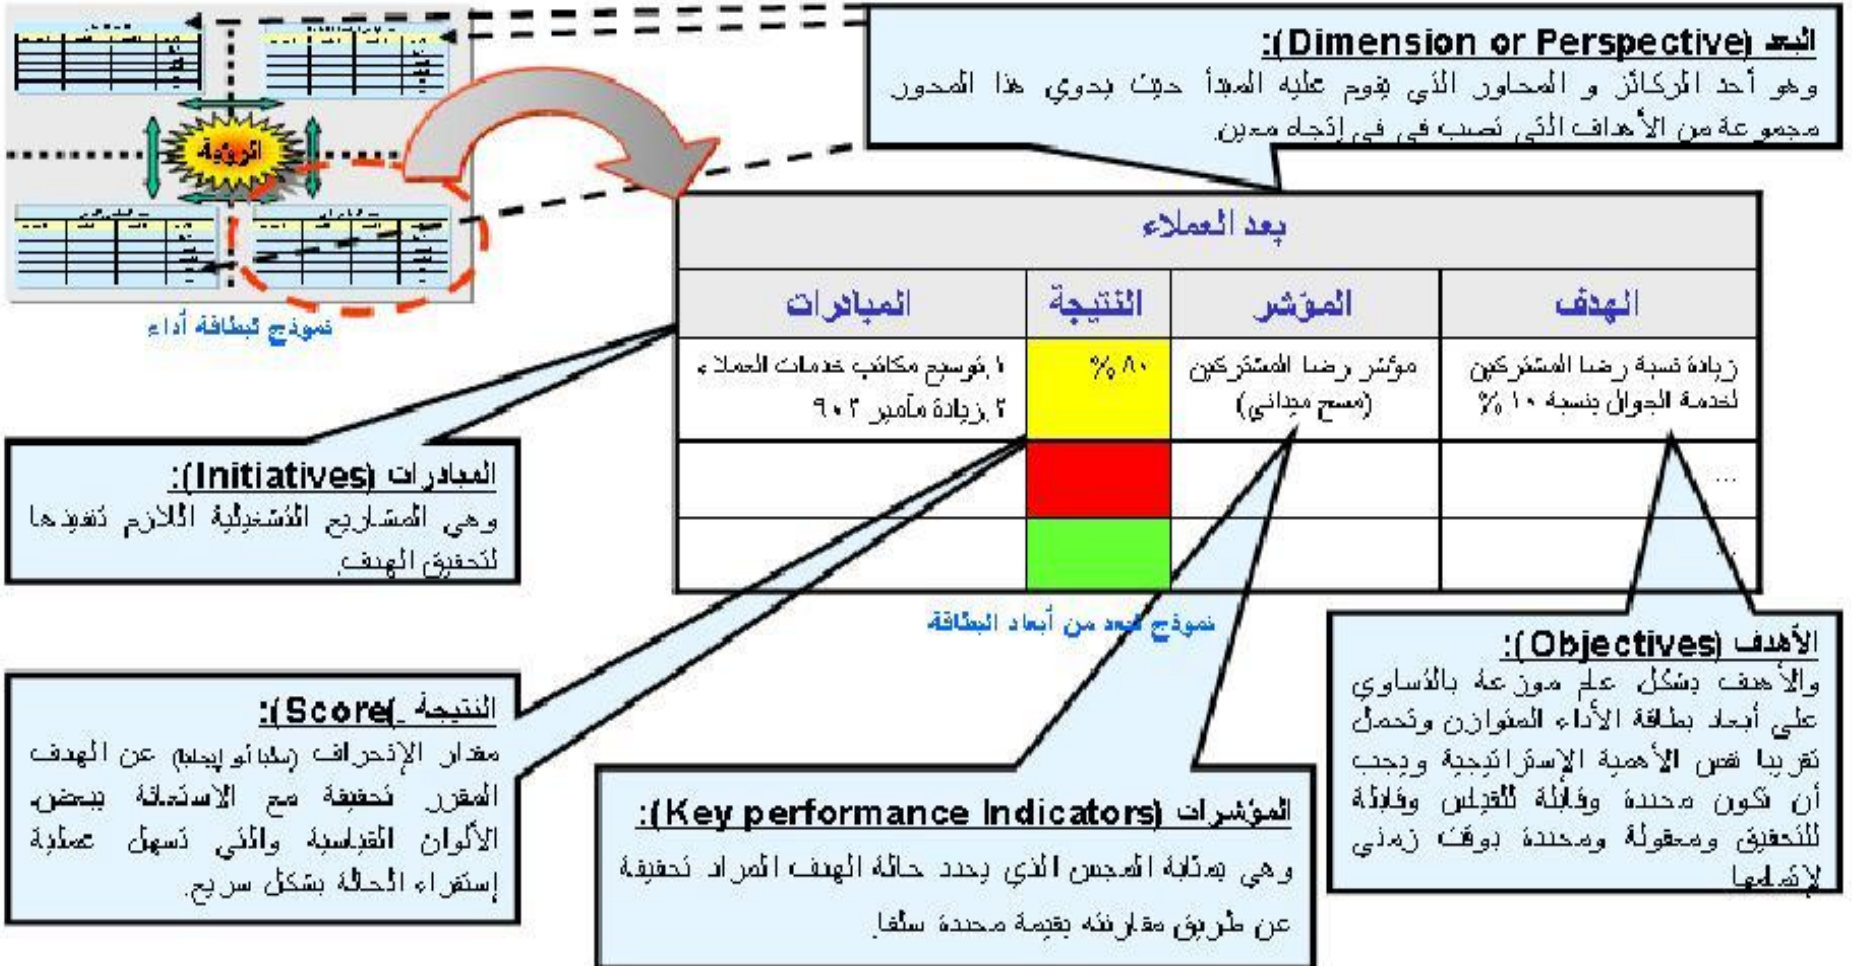 البعد (Dimension or Perspective):
وهو أحد الركائز و المحاور التي يقوم عليه المبدأ حيث يحوي هذا المحور
مجموعة من الأهداف التي تصب في في إتجاه معين.
الرؤية
نموذج لبطاقة أداء
بعد العملاء
الهدف
المؤشر
النتيجة
المبادرات
زيادة نسبة رضا المشتركين
لخدمة الجوال بنسبة ١٠ %
مؤشر رضا المشتركين
(مسح ميداني)
٨٠ %
١.توسيع مكاتب خدمات العملاء
٢.زيادة مأمير ٩٠٢
...
...
نموذج لبعد من أبعاد البطاقة
المبادرات (Initiatives):
وهي المشاريع التشغيلية اللازم تنفيذها
لتحقيق الهدف.
النتيجة (Score):
مقدار الإنحراف (سلبا أو إيجابا) عن الهدف
المقرر تحقيقة مع الاستعانة ببعض
الألوان القياسية والتي تسهل عملية
إستقراء الحالة بشكل سريع.
المؤشرات (Key performance Indicators):
وهي بمثابة المجس الذي يحدد حالة الهدف المراد تحقيقة
عن طريق مقارنته بقيمة محددة سلفا.
الأهدف (Objectives):
والأهدف بشكل عام موزعة بالتساوي
على أبعاد بطاقة الأداء المتوازن وتحمل
تقريبا نفس الأهمية الإستراتيجية ويجب
أن تكون محددة وقابلة للقياس وقابلة
للتحقيق ومعقولة ومحددة بوقت زمني
لإتمامها